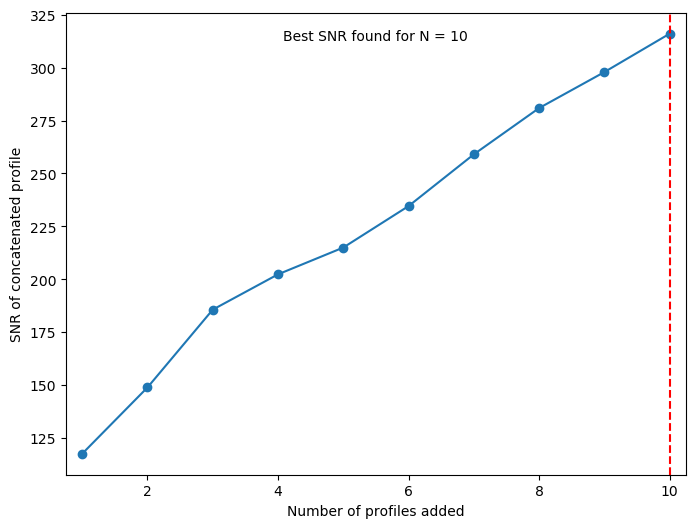 Best SNR found for N = 10
SNR of concatenated profile
325
300
275
250
225
200
175
150
125
2 4 6 8 10
Number of profiles added